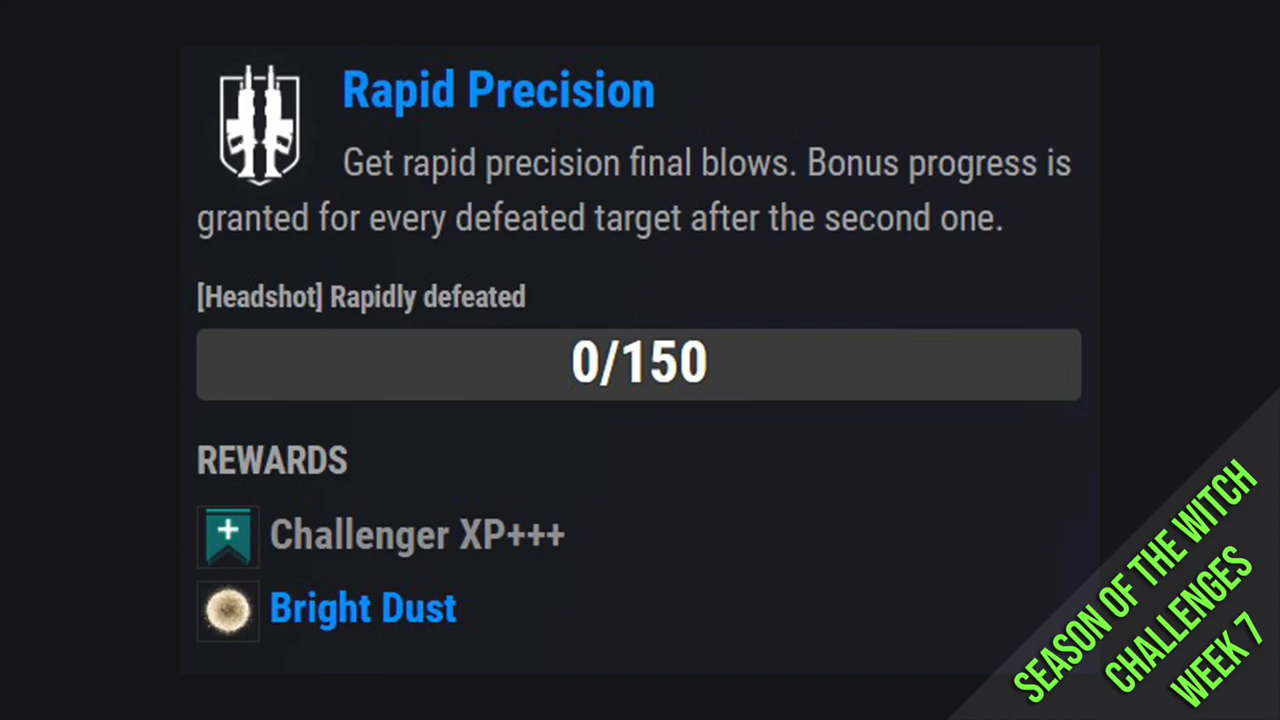 Rapid Precision
Get rapid precision final blows. Bonus progress is
granted for every defeated target after the second one.
[Headshot] Rapidly defeated
0/150
REWARDS
Challenger XP+++
Bright Dust
SEASON OF THE WITCH
CHALLENGES
WEEK 7